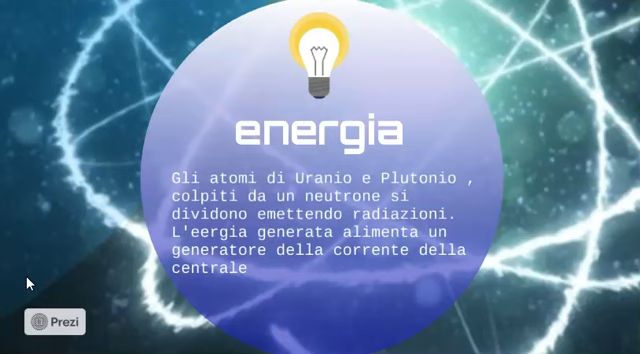 energia
Gli atomi di Uranio e Plutonio ,
colpiti da un neutrone si
dividono emettendo radiazioni.
L'eergia generata alimenta un
generatore della corrente della
centrale
Prezi